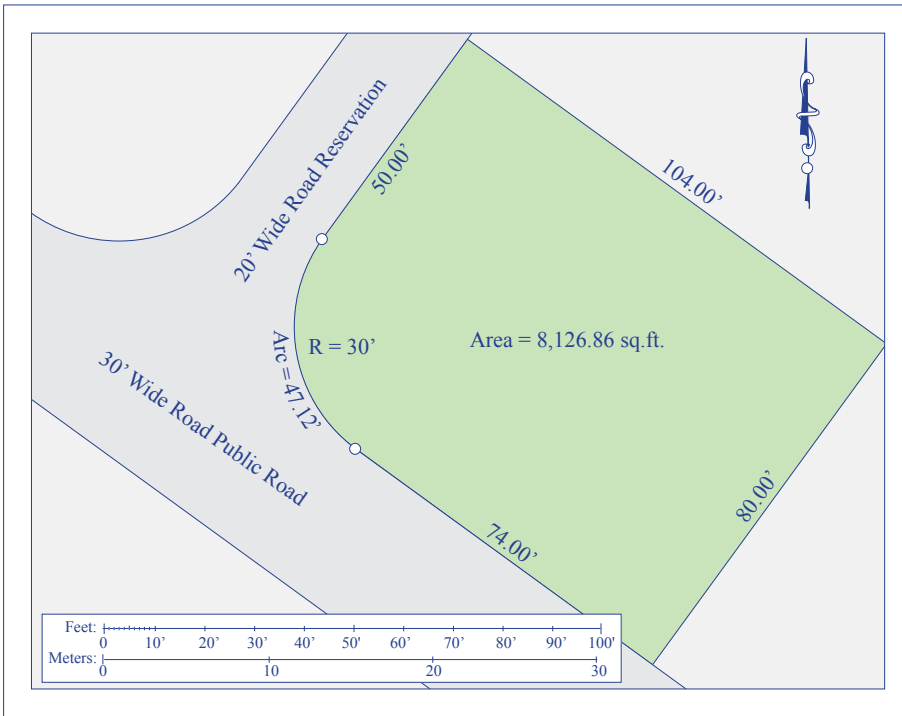 20’ Wide Road Reservation
50.00’
104.00’
Area = 8,126.86 sq.ft.
R = 30’
Arc = 47.12’
30’ Wide Road Public Road
74.00’
80.00’
Feet:
0 10’ 20’ 30’ 40’ 50’ 60’ 70’ 80’ 90’ 100'
Meters:
0 10 20 30